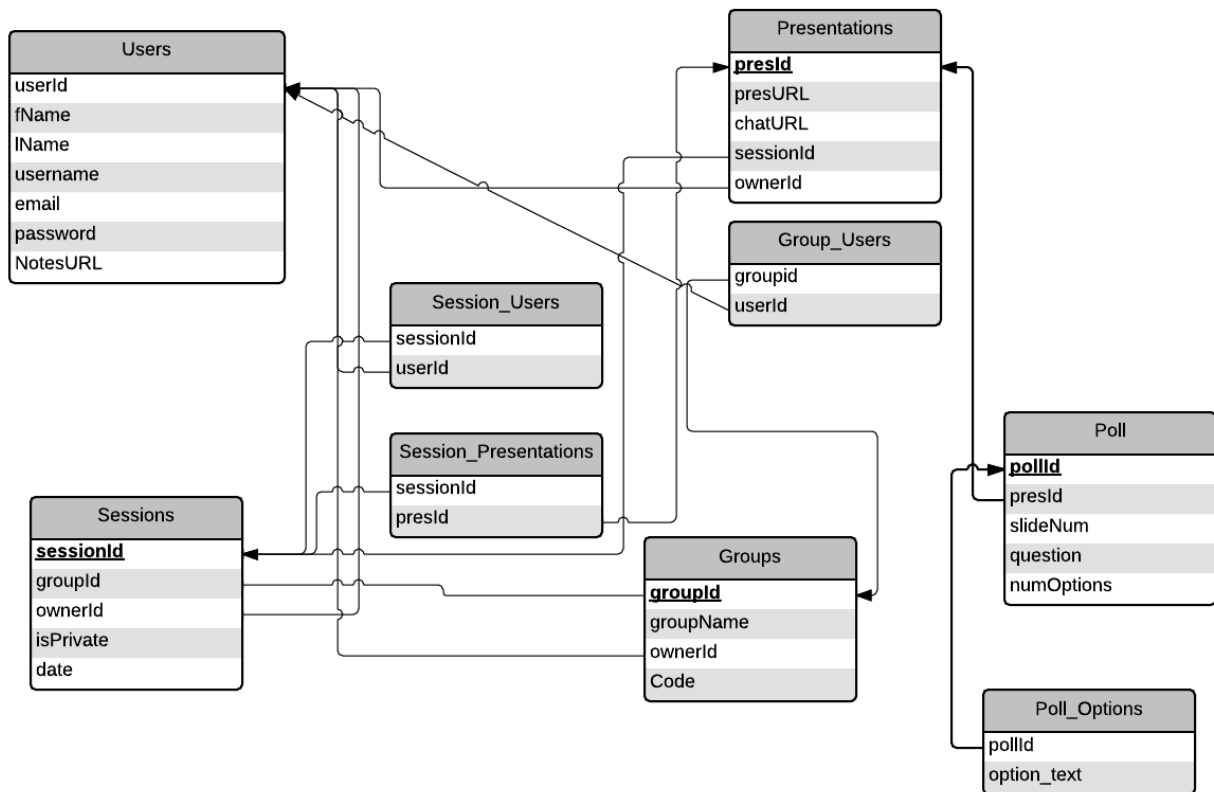 Users
userId
fName
lName
username
email
password
NotesURL
Presentations
presId
presURL
chatURL
sessionId
ownerId
Group_Users
groupid
userId
Session_Users
sessionId
userId
Session_Presentations
sessionId
presId
Sessions
sessionId
groupId
ownerId
isPrivate
date
Groups
groupId
groupName
ownerId
Code
Poll
pollId
presId
slideNum
question
numOptions
Poll_Options
pollId
option_text